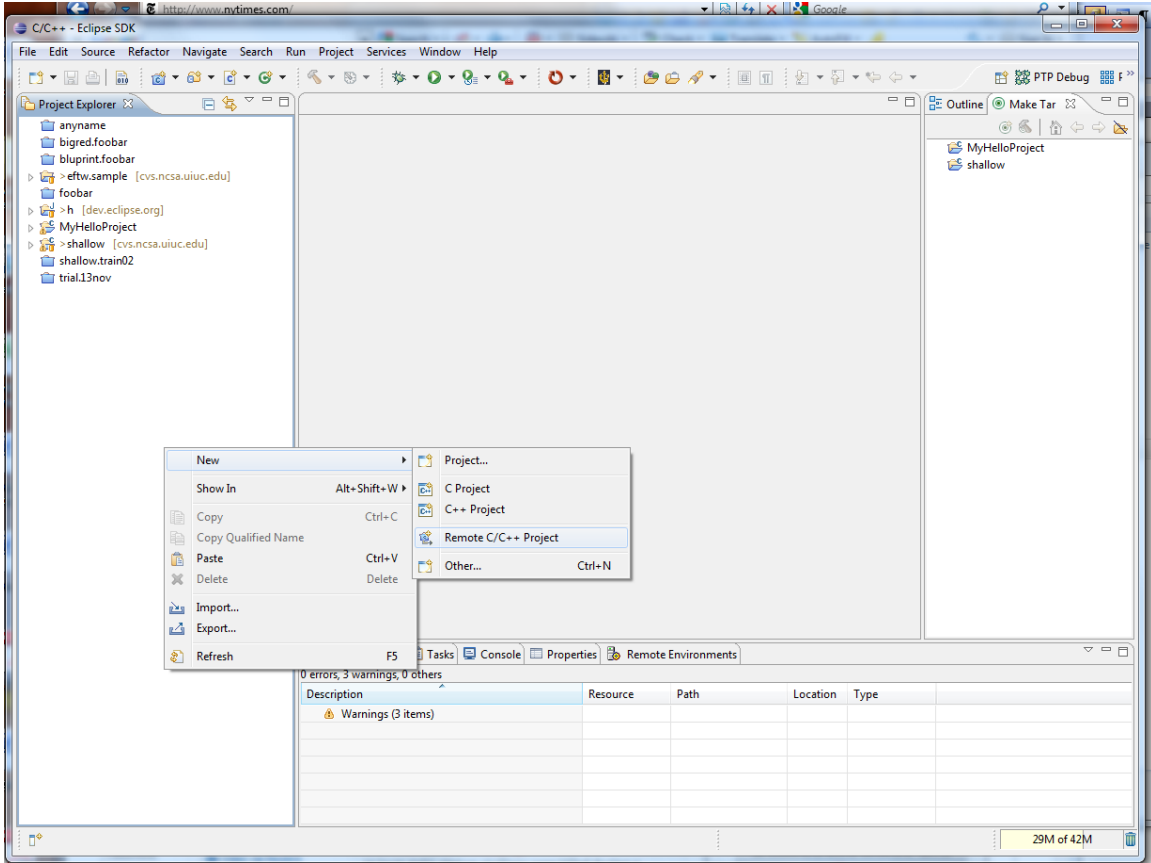 http://www.nytimes.com/
Google
C/C++ - Eclipse SDK
File Edit Source Refactor Navigate Search Run Project Services Window Help
PTP Debug
Project Explorer
anyname
bigred.foobar
bluprint.foobar
>eftw.sample [cvs.ncsa.uiuc.edu]
foobar
>h [dev.eclipse.org]
MyHelloProject
>shallow [cvs.ncsa.uiuc.edu]
shallow.train02
trial.13nov
Outline Make Tar
MyHelloProject
shallow
New
Show In Alt+Shift+W
Copy Ctrl+C
Copy Qualified Name
Paste Ctrl+V
Delete Delete
Import...
Export...
Refresh F5
Project...
C Project
C++ Project
Remote C/C++ Project
Other... Ctrl+N
Tasks Console Properties Remote Environments
0 errors, 3 warnings, 0 others
Description Resource Path Location Type
Warnings (3 items)
29M of 42M